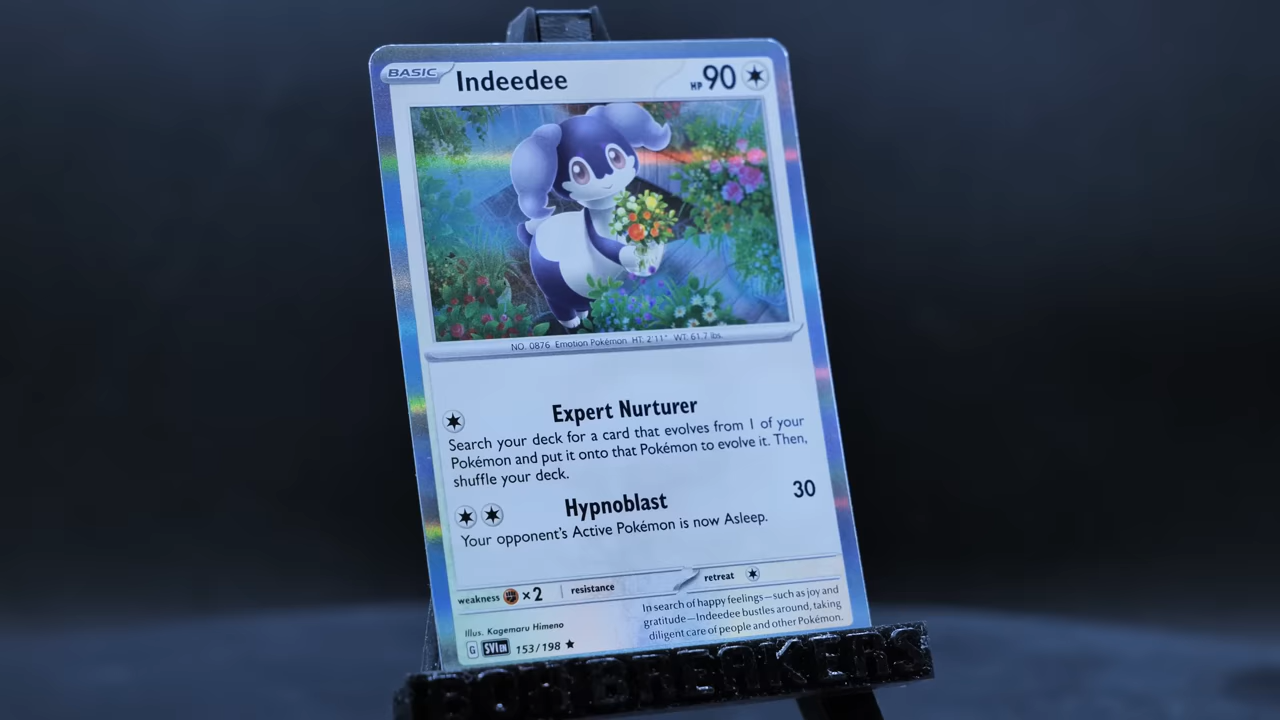 BASIC Indeedee HP 90
NO. 0876 Emotion Pokémon HT: 2'11" WT: 61.7 lbs.
Expert Nurturer
Search your deck for a card that evolves from 1 of your
Pokémon and put it onto that Pokémon to evolve it. Then,
shuffle your deck.
Hypnoblast 30
Your opponent's Active Pokémon is now Asleep.
weakness ×2 resistance retreat
In search of happy feelings—such as joy and
gratitude—Indeedee bustles around, taking
diligent care of people and other Pokémon.
Illus. Kagemaru Himeno
G SVI EN 153/198
BOX BREAKERS